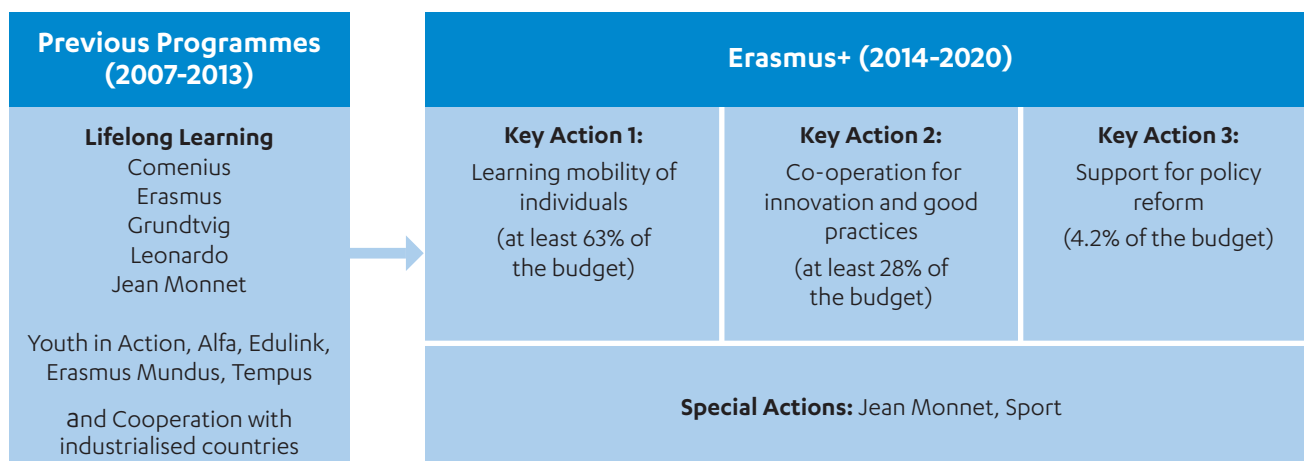 Previous Programmes
(2007-2013)
Lifelong Learning
Comenius
Erasmus
Grundtvig
Leonardo
Jean Monnet
Youth in Action, Alfa, Edulink,
Erasmus Mundus, Tempus
and Cooperation with
industrialised countries
Erasmus+ (2014-2020)
Key Action 1:
Learning mobility of
individuals
(at least 63% of
the budget)
Key Action 2:
Co-operation for
innovation and good
practices
(at least 28% of
the budget)
Key Action 3:
Support for policy
reform
(4.2% of the budget)
Special Actions: Jean Monnet, Sport